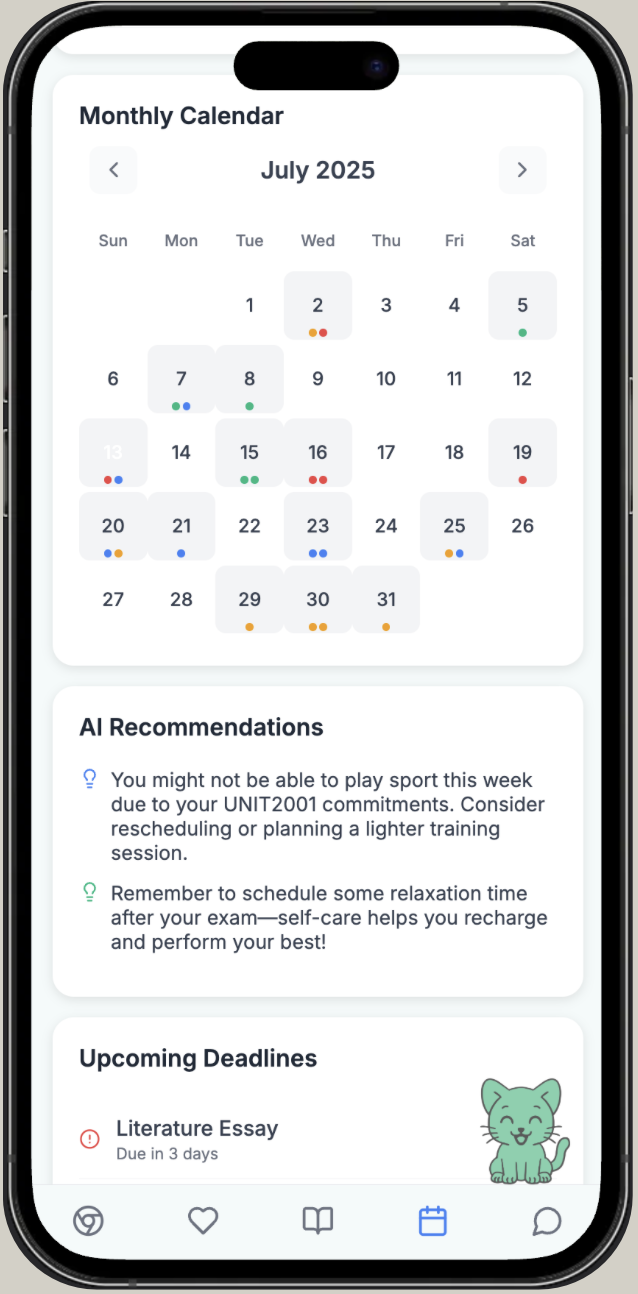 Monthly Calendar
July 2025
Sun Mon Tue Wed Thu Fri Sat
1 2 3 4 5
6 7 8 9 10 11 12
13 14 15 16 17 18 19
20 21 22 23 24 25 26
27 28 29 30 31
AI Recommendations
You might not be able to play sport this week
due to your UNIT2001 commitments. Consider
rescheduling or planning a lighter training
session.
Remember to schedule some relaxation time
after your exam—self-care helps you recharge
and perform your best!
Upcoming Deadlines
Literature Essay
Due in 3 days